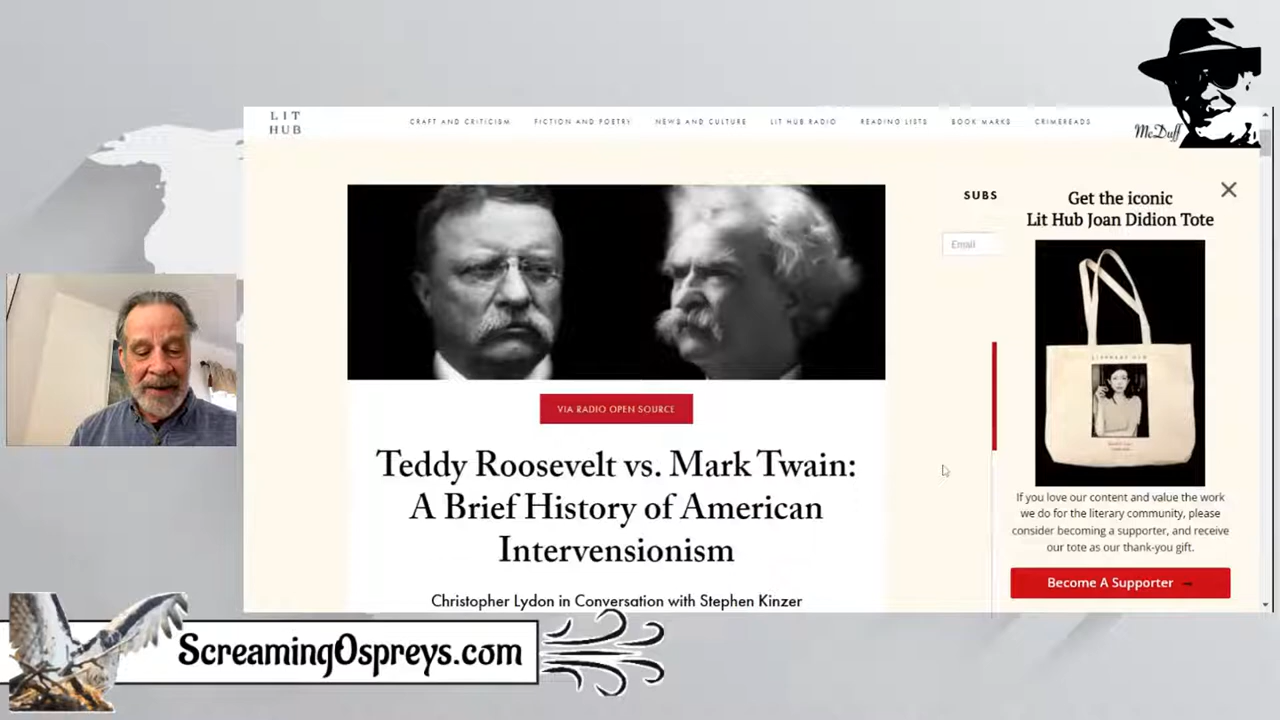 LIT
HUB
CRAFT AND CRITICISM
FICTION AND POETRY
NEWS AND CULTURE
LIT HUB RADIO
READING LISTS
BOOK MARKS
CRIMEREADS
McDuff
SUBS
Email
Get the iconic
Lit Hub Joan Didion Tote
VIA RADIO OPEN SOURCE
Teddy Roosevelt vs. Mark Twain:
A Brief History of American
Intervensionism
Christopher Lydon in Conversation with Stephen Kinzer
If you love our content and value the work
we do for the literary community, please
consider becoming a supporter, and receive
our tote as our thank-you gift.
Become A Supporter
ScreamingOspreys.com